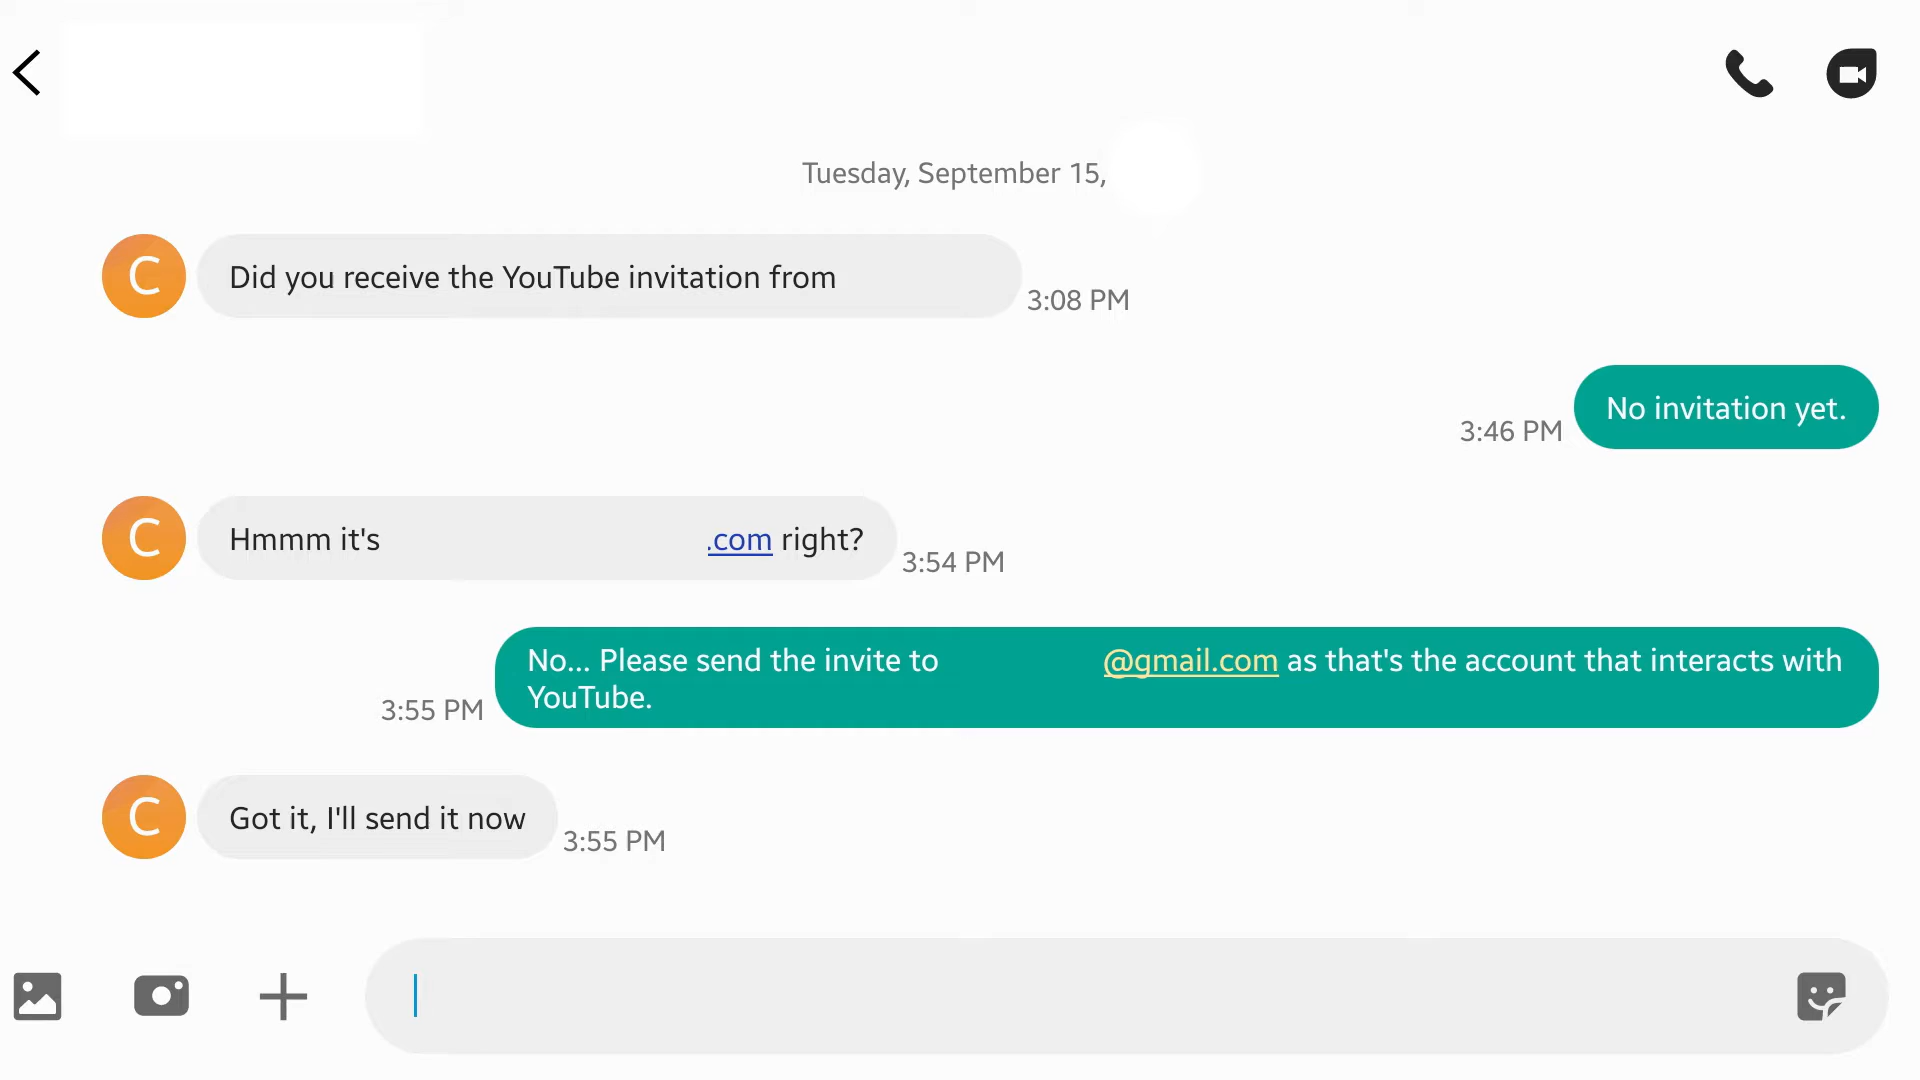 Tuesday, September 15,
C
Did you receive the YouTube invitation from
3:08 PM
No invitation yet.
3:46 PM
C
Hmmm it's .com right?
3:54 PM
No... Please send the invite to @gmail.com as that's the account that interacts with
YouTube.
3:55 PM
C
Got it, I'll send it now
3:55 PM